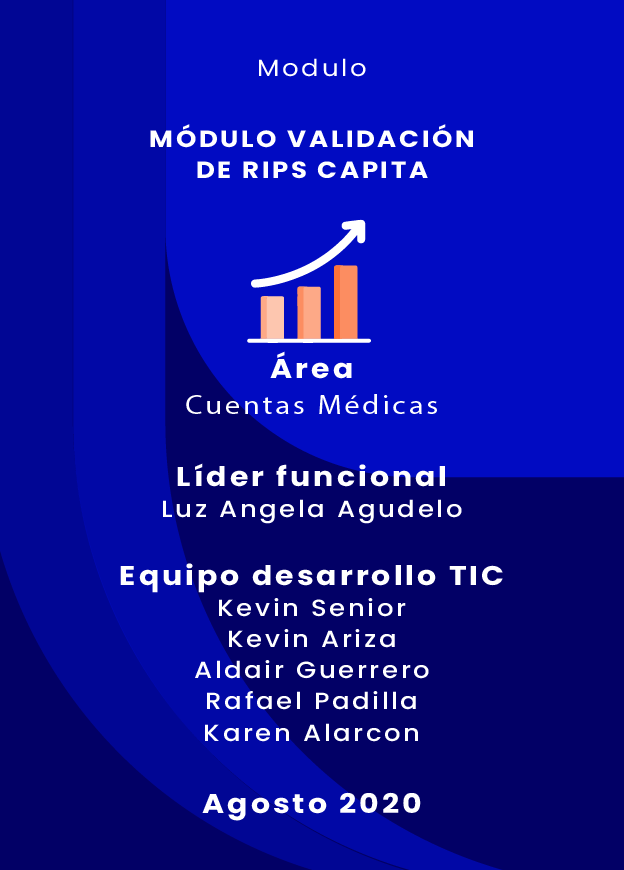 Modulo
MÓDULO VALIDACIÓN
DE RIPS CAPITA
Área
Cuentas Médicas
Líder funcional
Luz Angela Agudelo
Equipo desarrollo TIC
Kevin Senior
Kevin Ariza
Aldair Guerrero
Rafael Padilla
Karen Alarcon
Agosto 2020